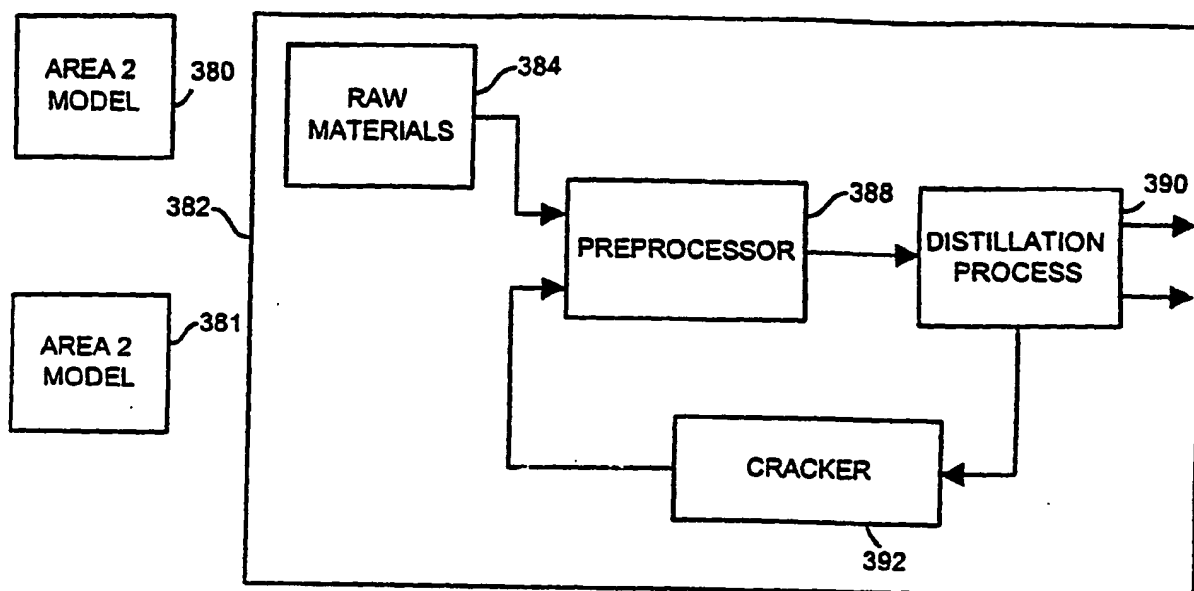 AREA 2
MODEL
380
382
AREA 2
MODEL
381
RAW
MATERIALS
384
PREPROCESSOR
388
DISTILLATION
PROCESS
390
CRACKER
392